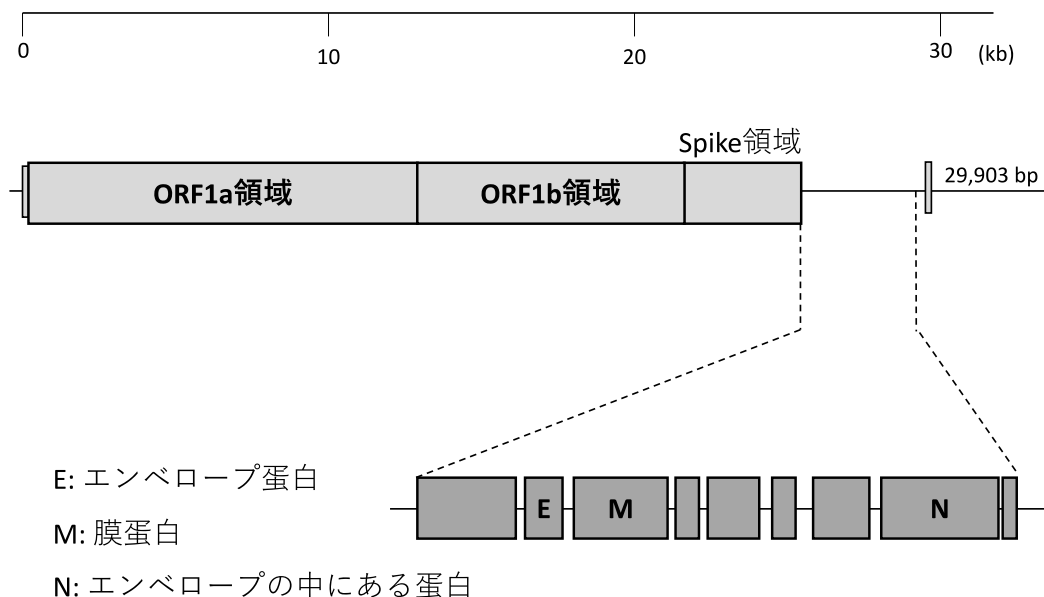 0 10 20 30 (kb)
Spike領域
ORF1a領域 ORF1b領域 29,903 bp
E: エンベロープ蛋白
E M N
M: 膜蛋白
N: エンベロープの中にある蛋白